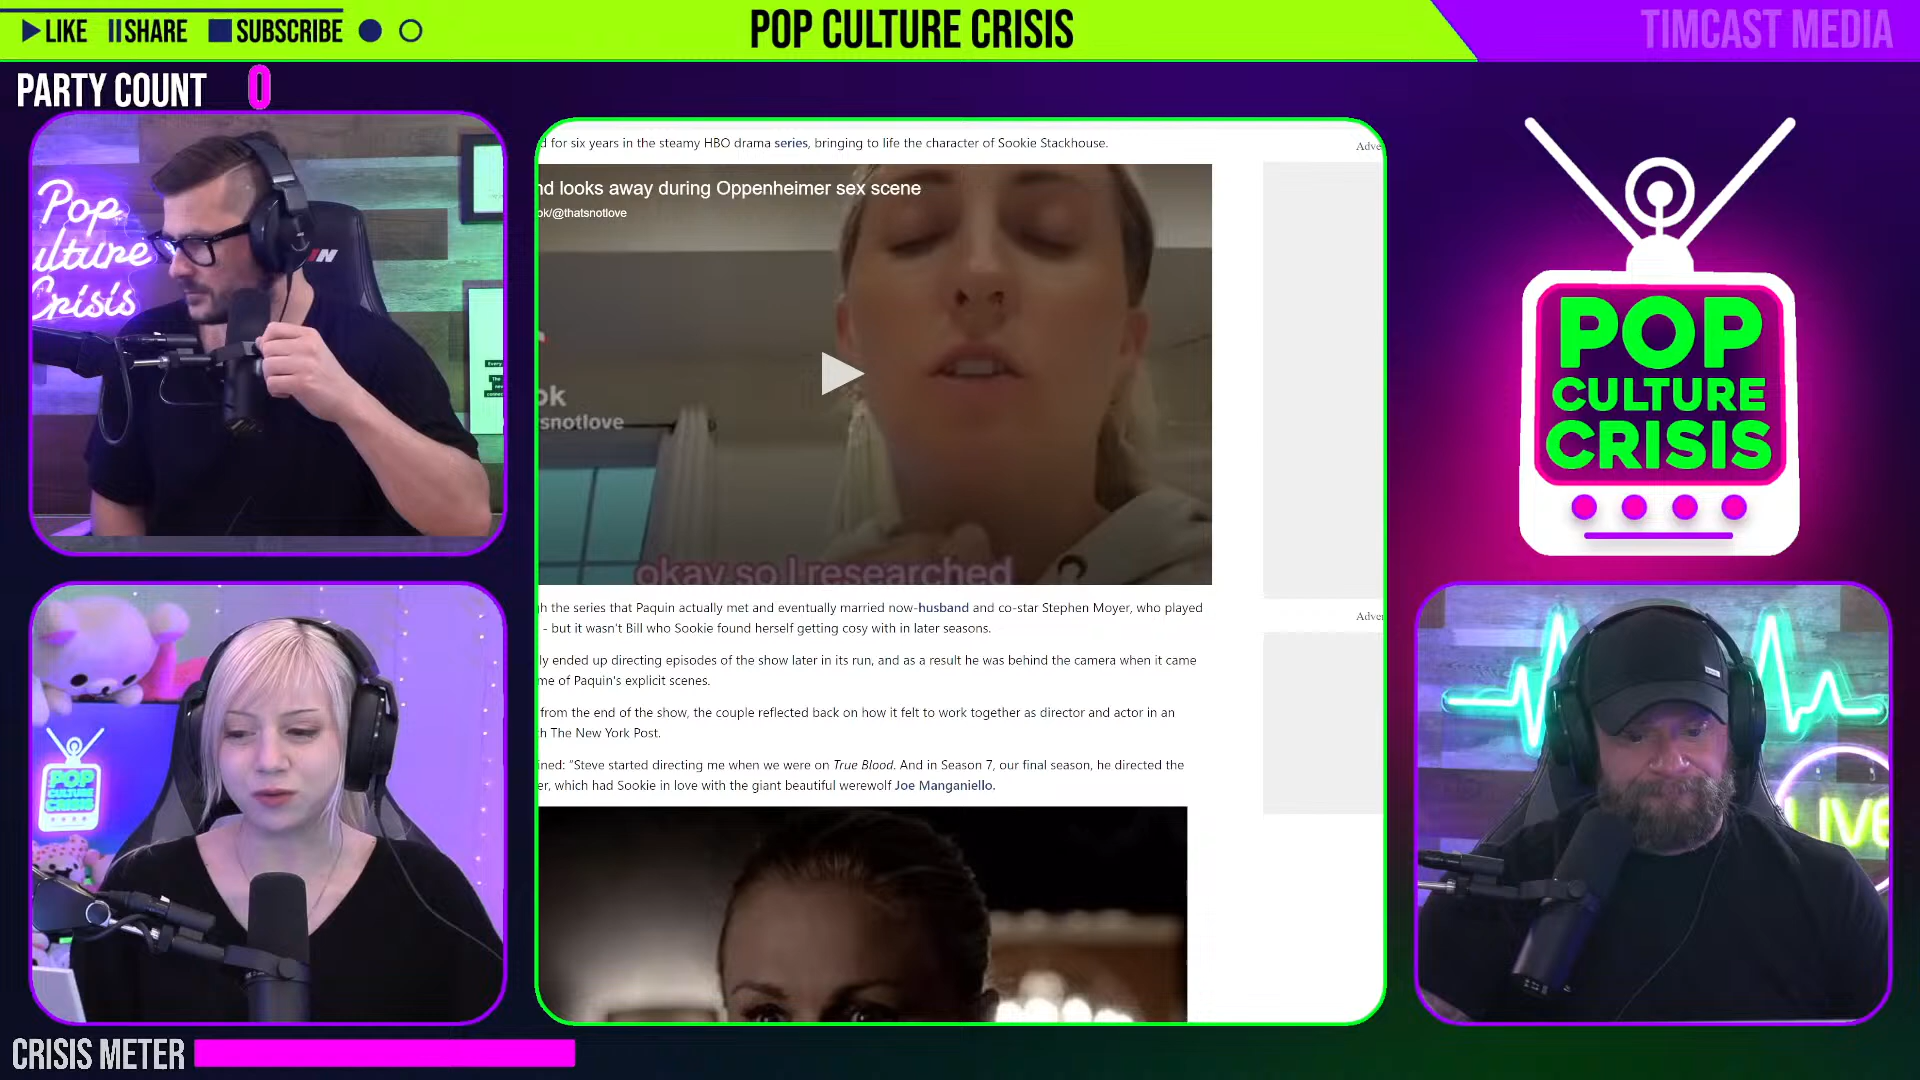 LIKE SHARE SUBSCRIBE
POP CULTURE CRISIS
TIMCAST MEDIA
PARTY COUNT 0
Pop
ulture
Crisis
for six years in the steamy HBO drama series, bringing to life the character of Sookie Stackhouse.
looks away during Oppenheimer sex scene
ok/@thatsnotlove
ok
snotlove
okay so I researched
the series that Paquin actually met and eventually married now-husband and co-star Stephen Moyer, who played
- but it wasn't Bill who Sookie found herself getting cosy with in later seasons.
ly ended up directing episodes of the show later in its run, and as a result he was behind the camera when it came
me of Paquin's explicit scenes.
from the end of the show, the couple reflected back on how it felt to work together as director and actor in an
h The New York Post.
ined: "Steve started directing me when we were on True Blood. And in Season 7, our final season, he directed the
er, which had Sookie in love with the giant beautiful werewolf Joe Manganiello.
Adve
Adver
POP
CULTURE
CRISIS
POP
CULTURE
CRISIS
LIVE
CRISIS METER